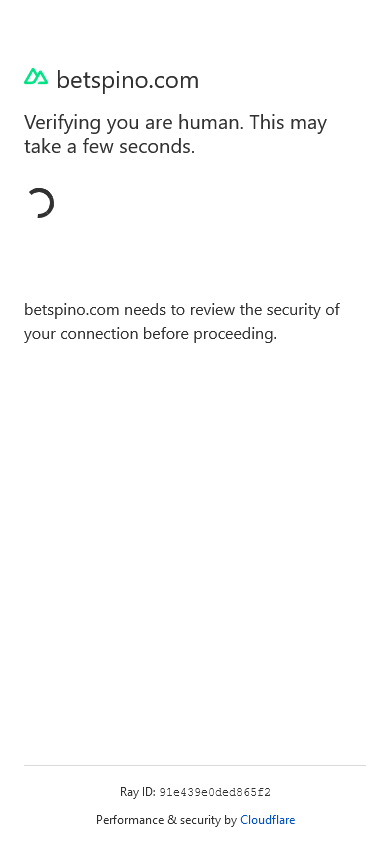 betspino.com
Verifying you are human. This may
take a few seconds.
betspino.com needs to review the security of
your connection before proceeding.
Ray ID: 91e439e0ded865f2
Performance & security by Cloudflare